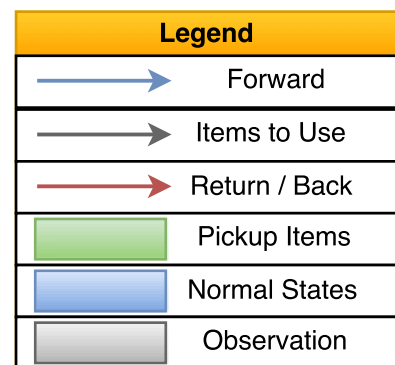 Legend
Forward
Items to Use
Return / Back
Pickup Items
Normal States
Observation